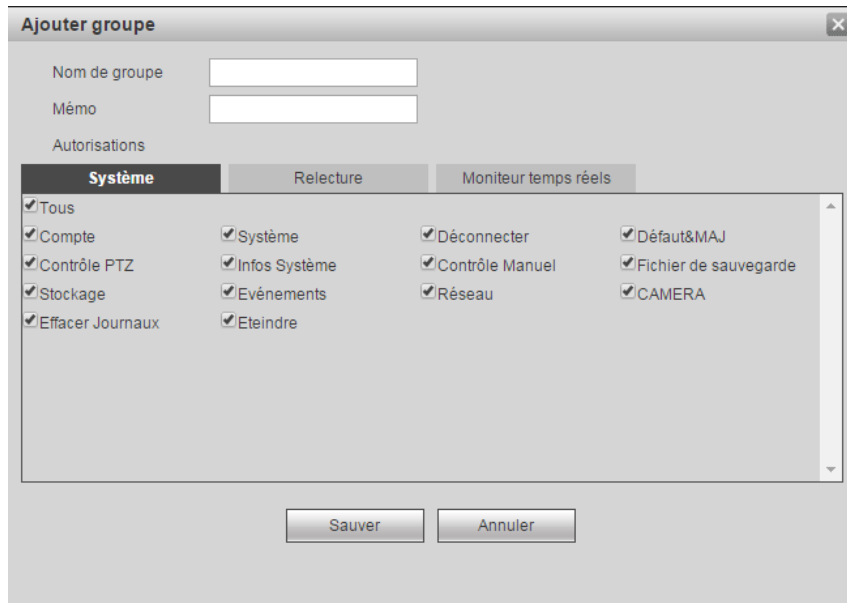 Ajouter groupe
Nom de groupe
Mémo
Autorisations
Système Relecture Moniteur temps réels
Tous
Compte Système Déconnecter Défaut&MAJ
Contrôle PTZ Infos Système Contrôle Manuel Fichier de sauvegarde
Stockage Evénements Réseau CAMERA
Effacer Journaux Eteindre
Sauver Annuler